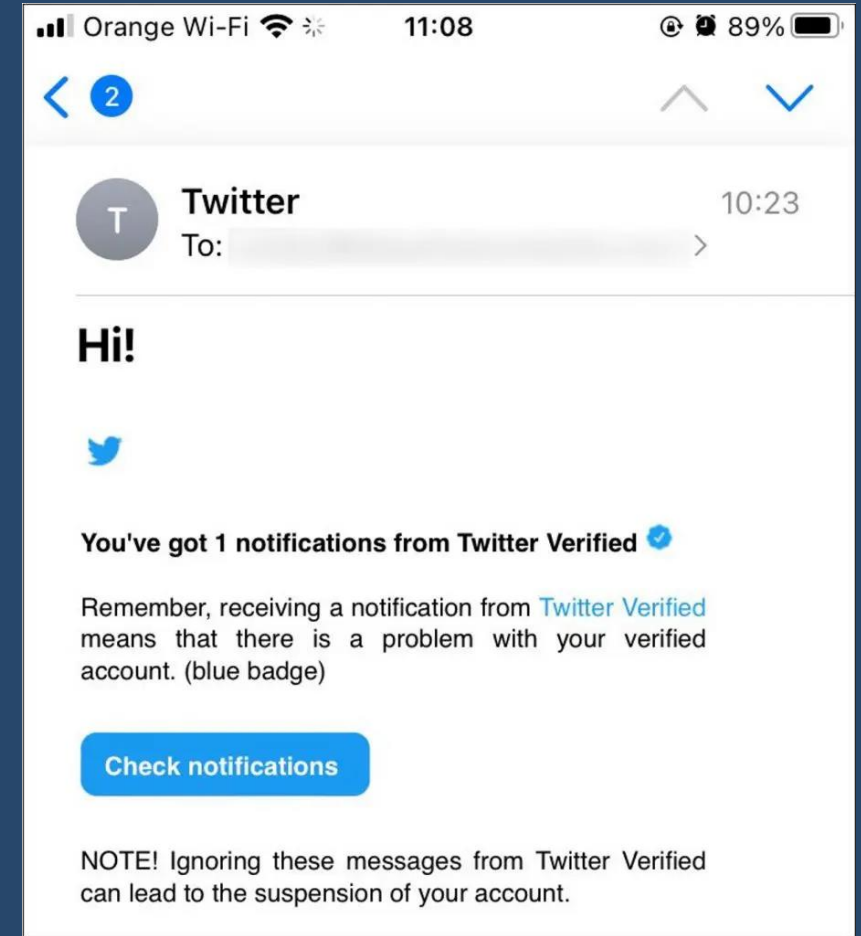 Orange Wi-Fi 11:08 89%
2
T
Twitter 10:23
To:
Hi!
You've got 1 notifications from Twitter Verified
Remember, receiving a notification from Twitter Verified
means that there is a problem with your verified
account. (blue badge)
Check notifications
NOTE! Ignoring these messages from Twitter Verified
can lead to the suspension of your account.